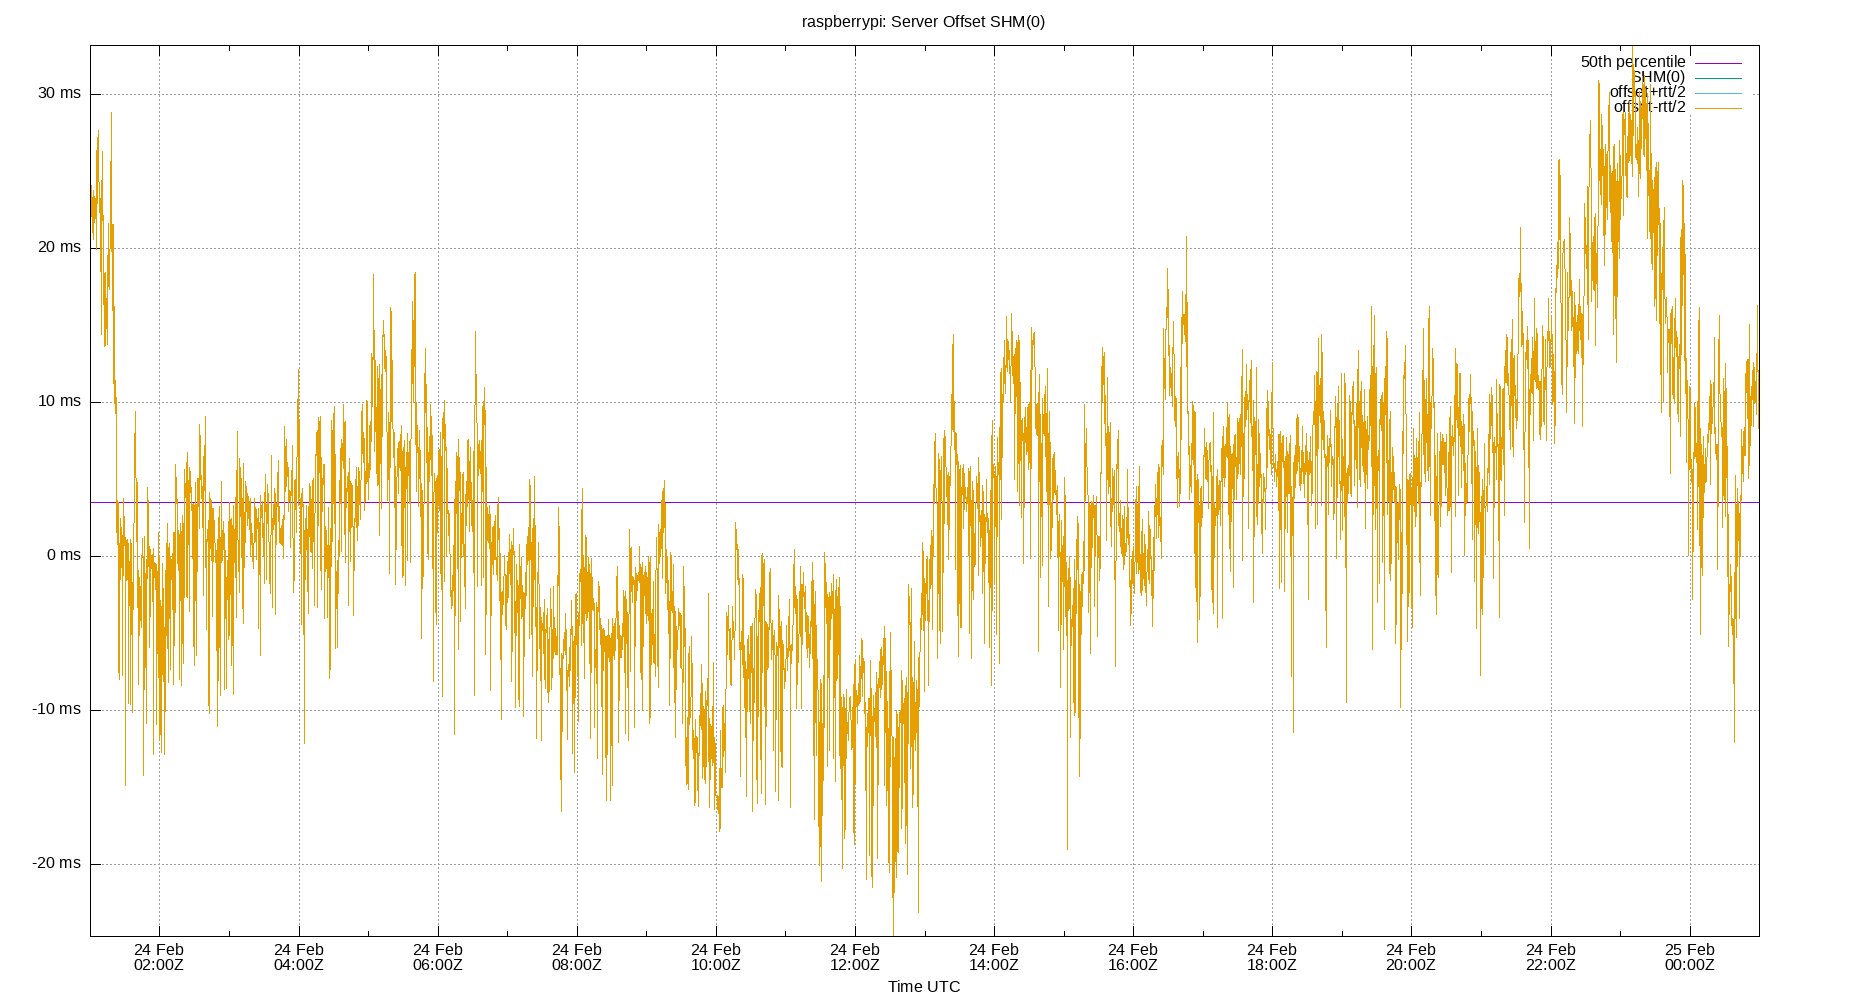 raspberrypi: Server Offset SHM(0)
50th percentile
SHM(0)
offset+rtt/2
offset-rtt/2
30 ms
20 ms
10 ms
0 ms
-10 ms
-20 ms
24 Feb 24 Feb 24 Feb 24 Feb 24 Feb 24 Feb 24 Feb 24 Feb 24 Feb 24 Feb 24 Feb 25 Feb
02:00Z 04:00Z 06:00Z 08:00Z 10:00Z 12:00Z 14:00Z 16:00Z 18:00Z 20:00Z 22:00Z 00:00Z
Time UTC